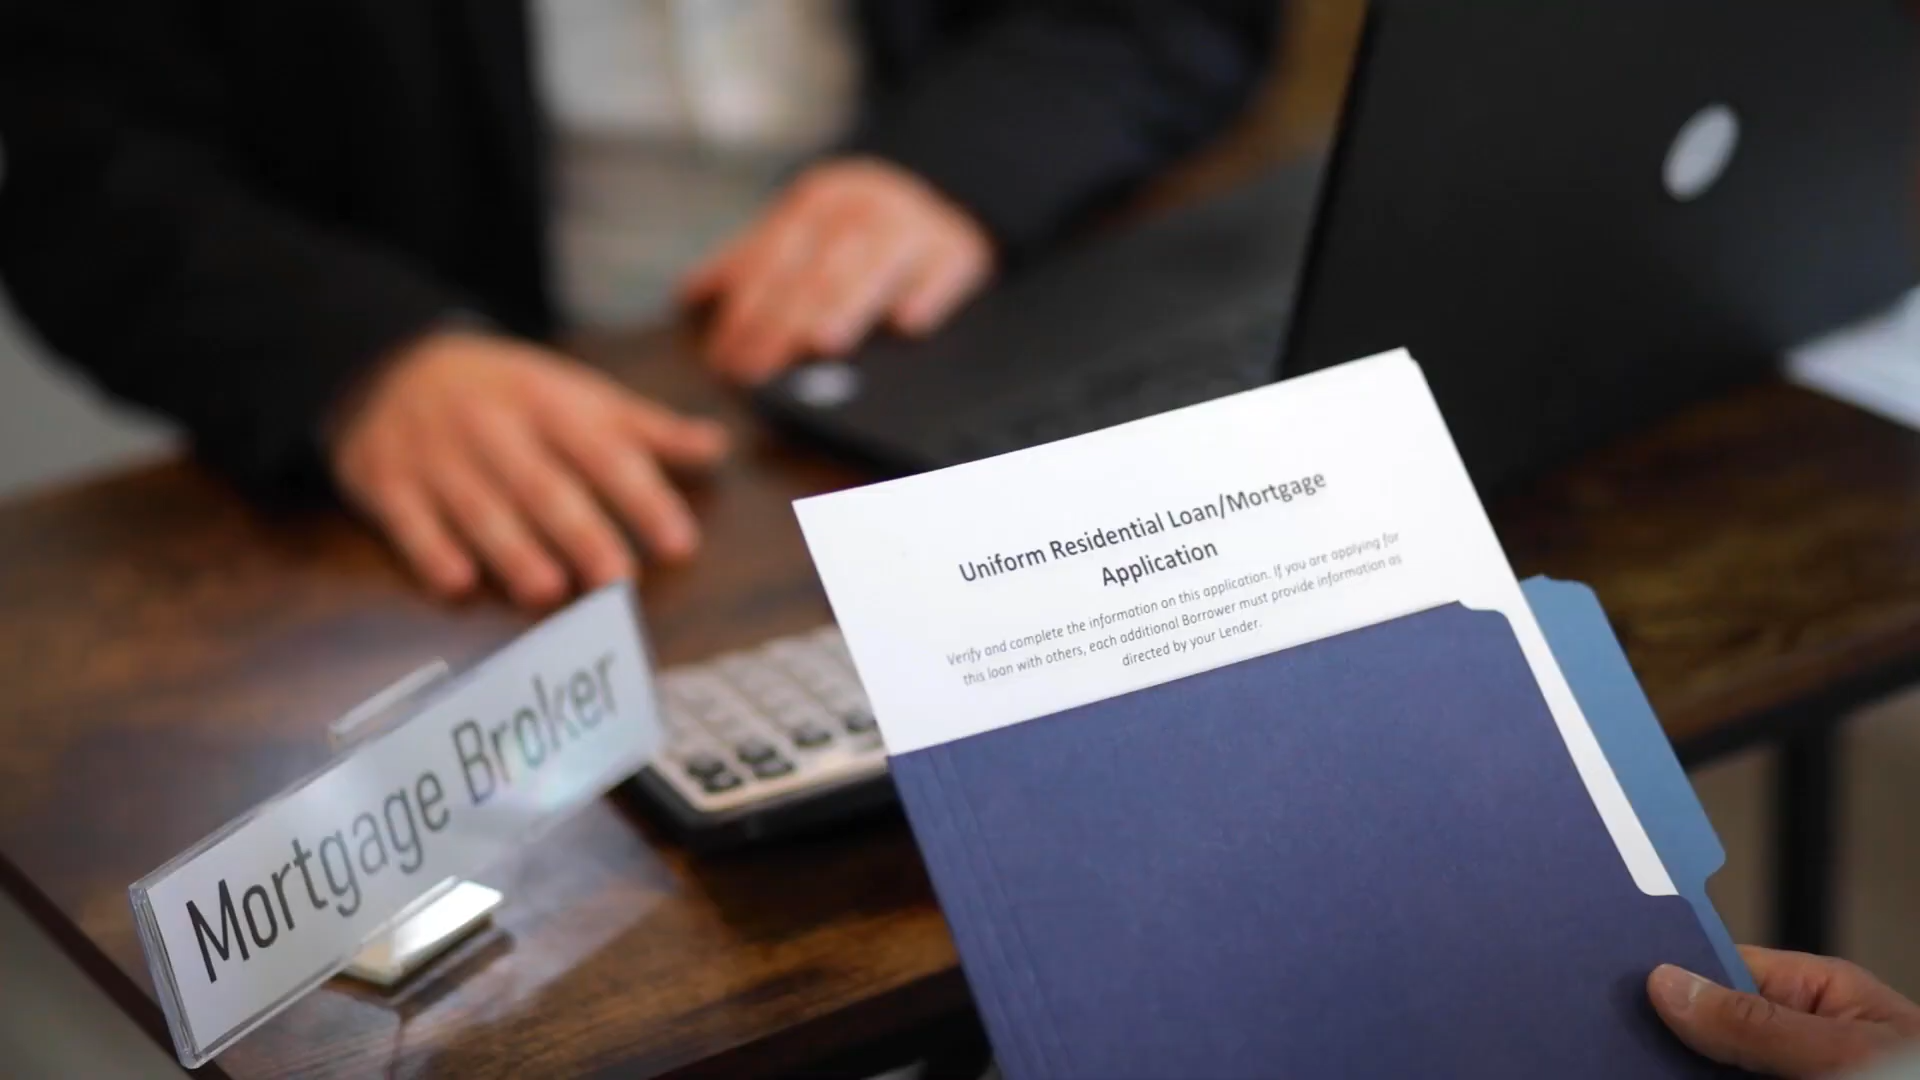 Uniform Residential Loan/Mortgage
Application
Verify and complete the information on this application. If you are applying for
this loan with others, each additional Borrower must provide information as
directed by your Lender.
Mortgage Broker